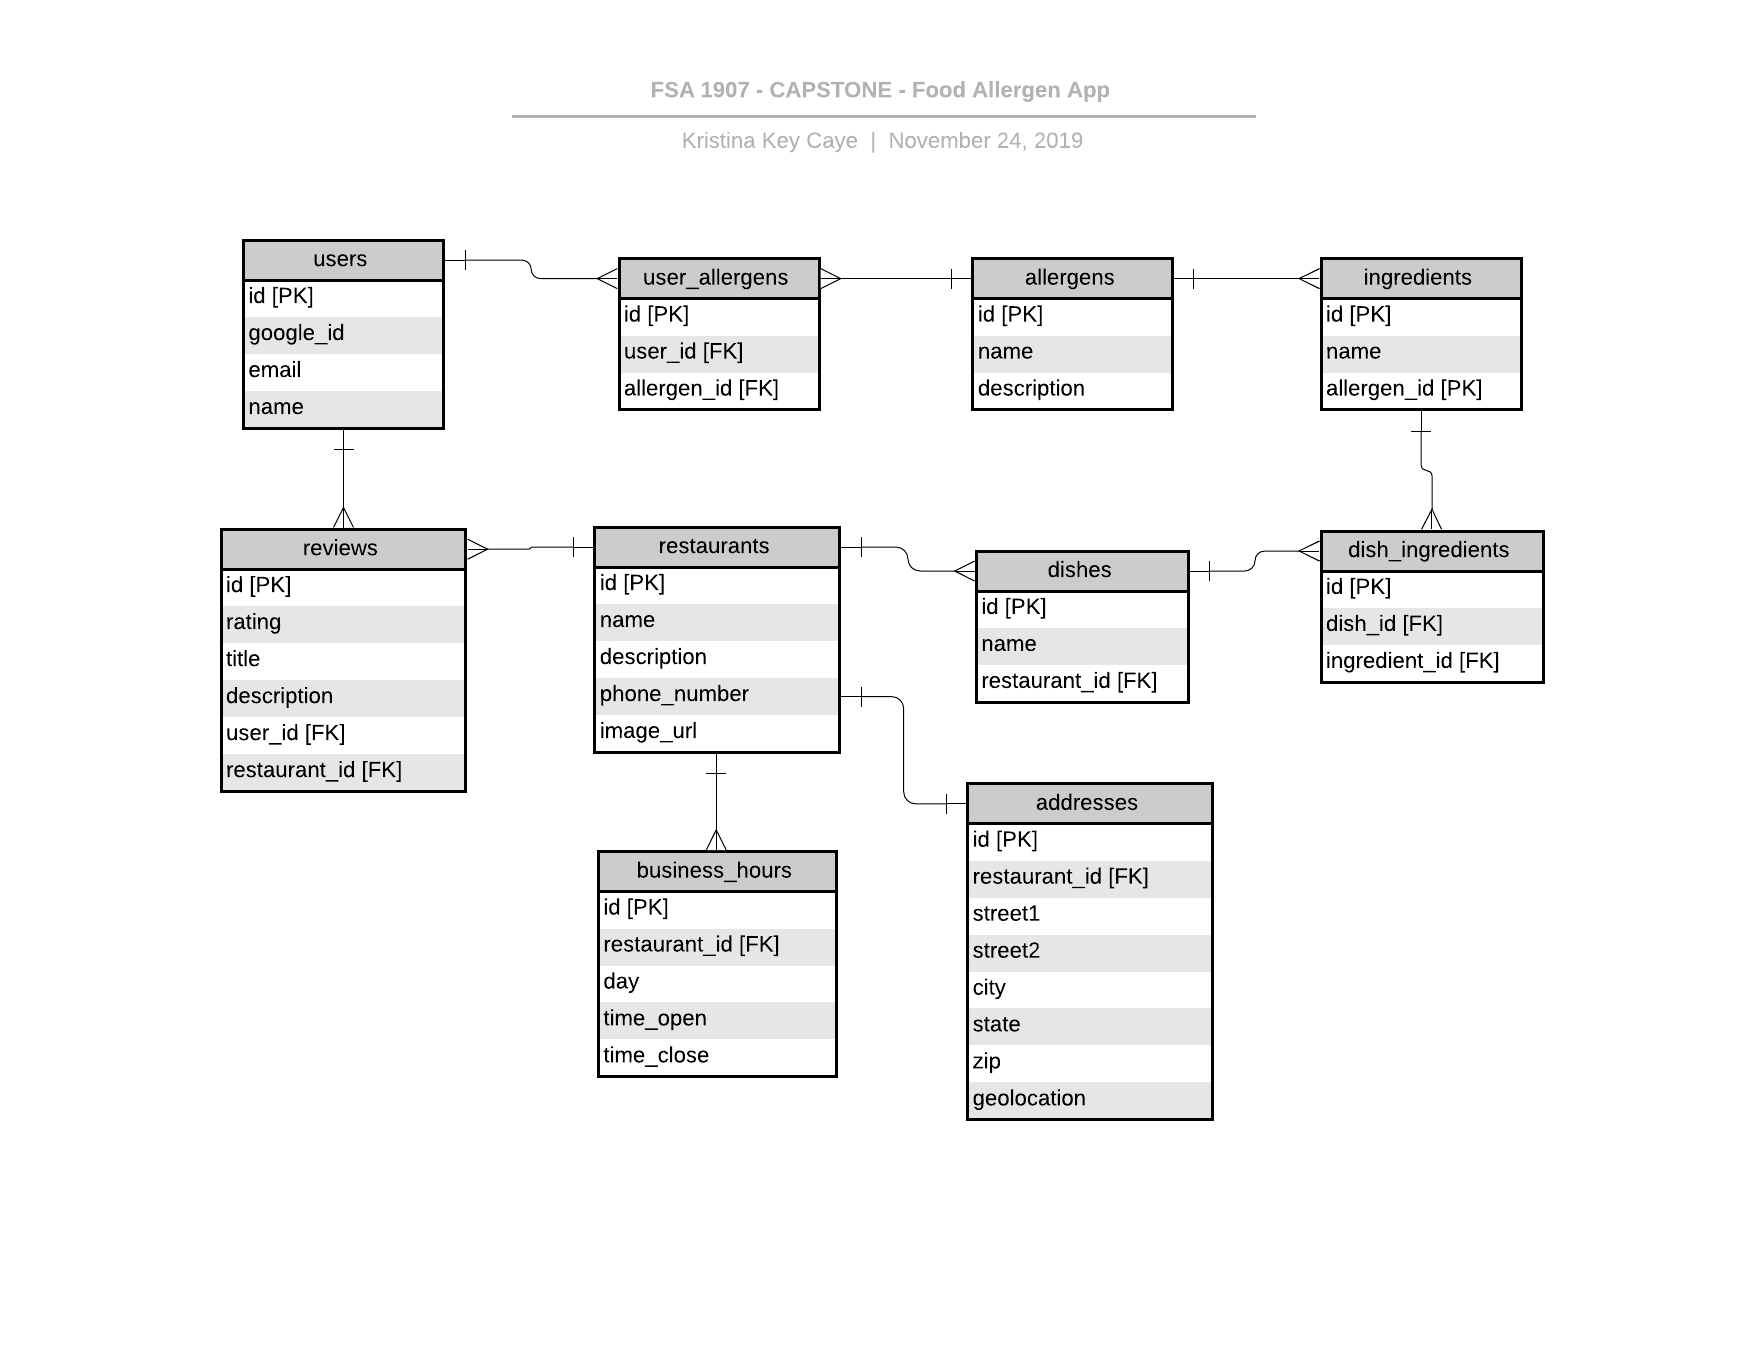 FSA 1907 - CAPSTONE - Food Allergen App
Kristina Key Caye | November 24, 2019
users
id [PK]
google_id
email
name
user_allergens
id [PK]
user_id [FK]
allergen_id [FK]
allergens
id [PK]
name
description
ingredients
id [PK]
name
allergen_id [PK]
reviews
id [PK]
rating
title
description
user_id [FK]
restaurant_id [FK]
restaurants
id [PK]
name
description
phone_number
image_url
dishes
id [PK]
name
restaurant_id [FK]
dish_ingredients
id [PK]
dish_id [FK]
ingredient_id [FK]
business_hours
id [PK]
restaurant_id [FK]
day
time_open
time_close
addresses
id [PK]
restaurant_id [FK]
street1
street2
city
state
zip
geolocation